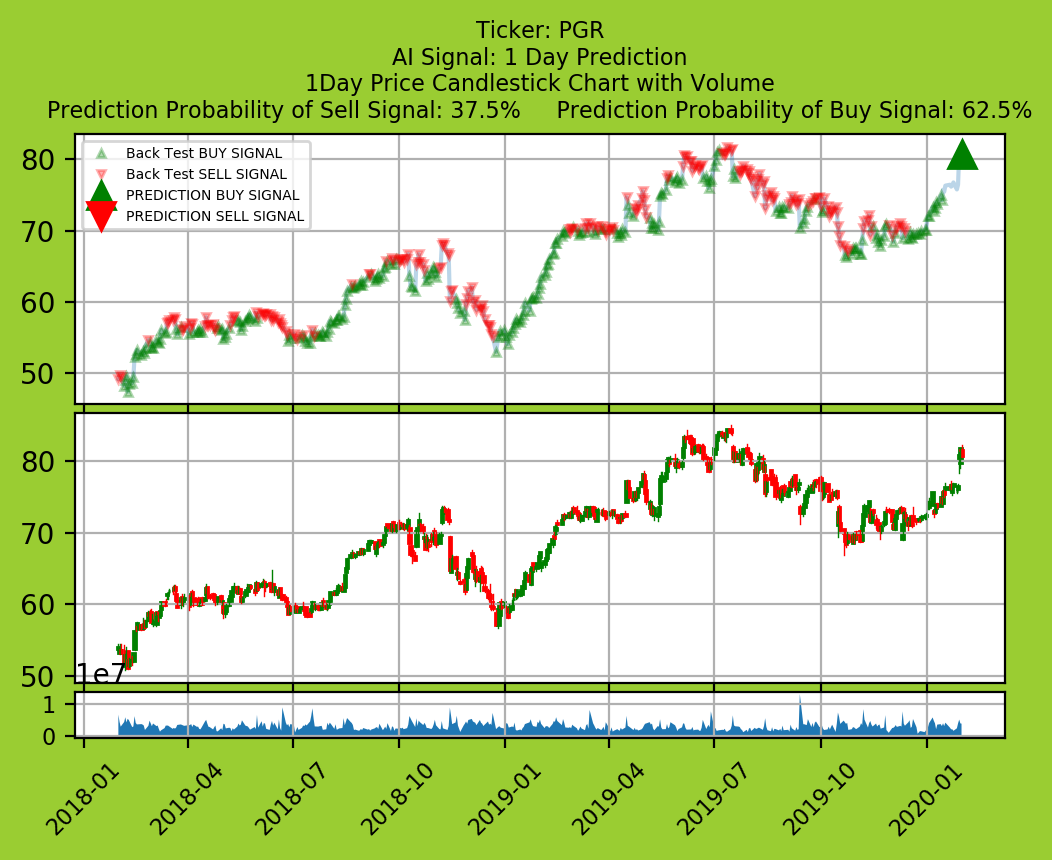 Ticker: PGR
AI Signal: 1 Day Prediction
1Day Price Candlestick Chart with Volume
Prediction Probability of Sell Signal: 37.5%     Prediction Probability of Buy Signal: 62.5%
Back Test BUY SIGNAL
Back Test SELL SIGNAL
PREDICTION BUY SIGNAL
PREDICTION SELL SIGNAL
80
70
60
50
80
70
60
50
1e7
1
0
2018-01 2018-04 2018-07 2018-10 2019-01 2019-04 2019-07 2019-10 2020-01